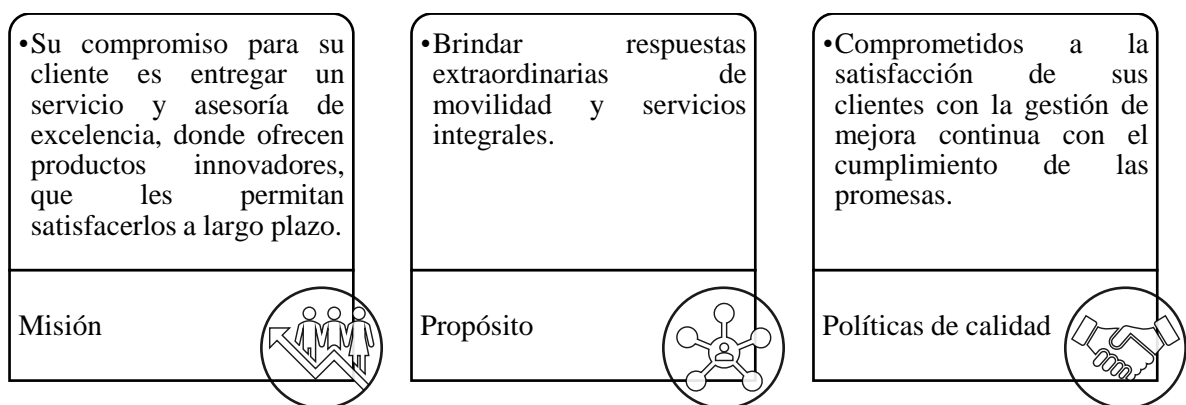 •Su compromiso para su
cliente es entregar un
servicio y asesoría de
excelencia, donde ofrecen
productos innovadores,
que les permitan
satisfacerlos a largo plazo.
Misión
•Brindar respuestas
extraordinarias de
movilidad y servicios
integrales.
Propósito
•Comprometidos a la
satisfacción de sus
clientes con la gestión de
mejora continua con el
cumplimiento de las
promesas.
Políticas de calidad